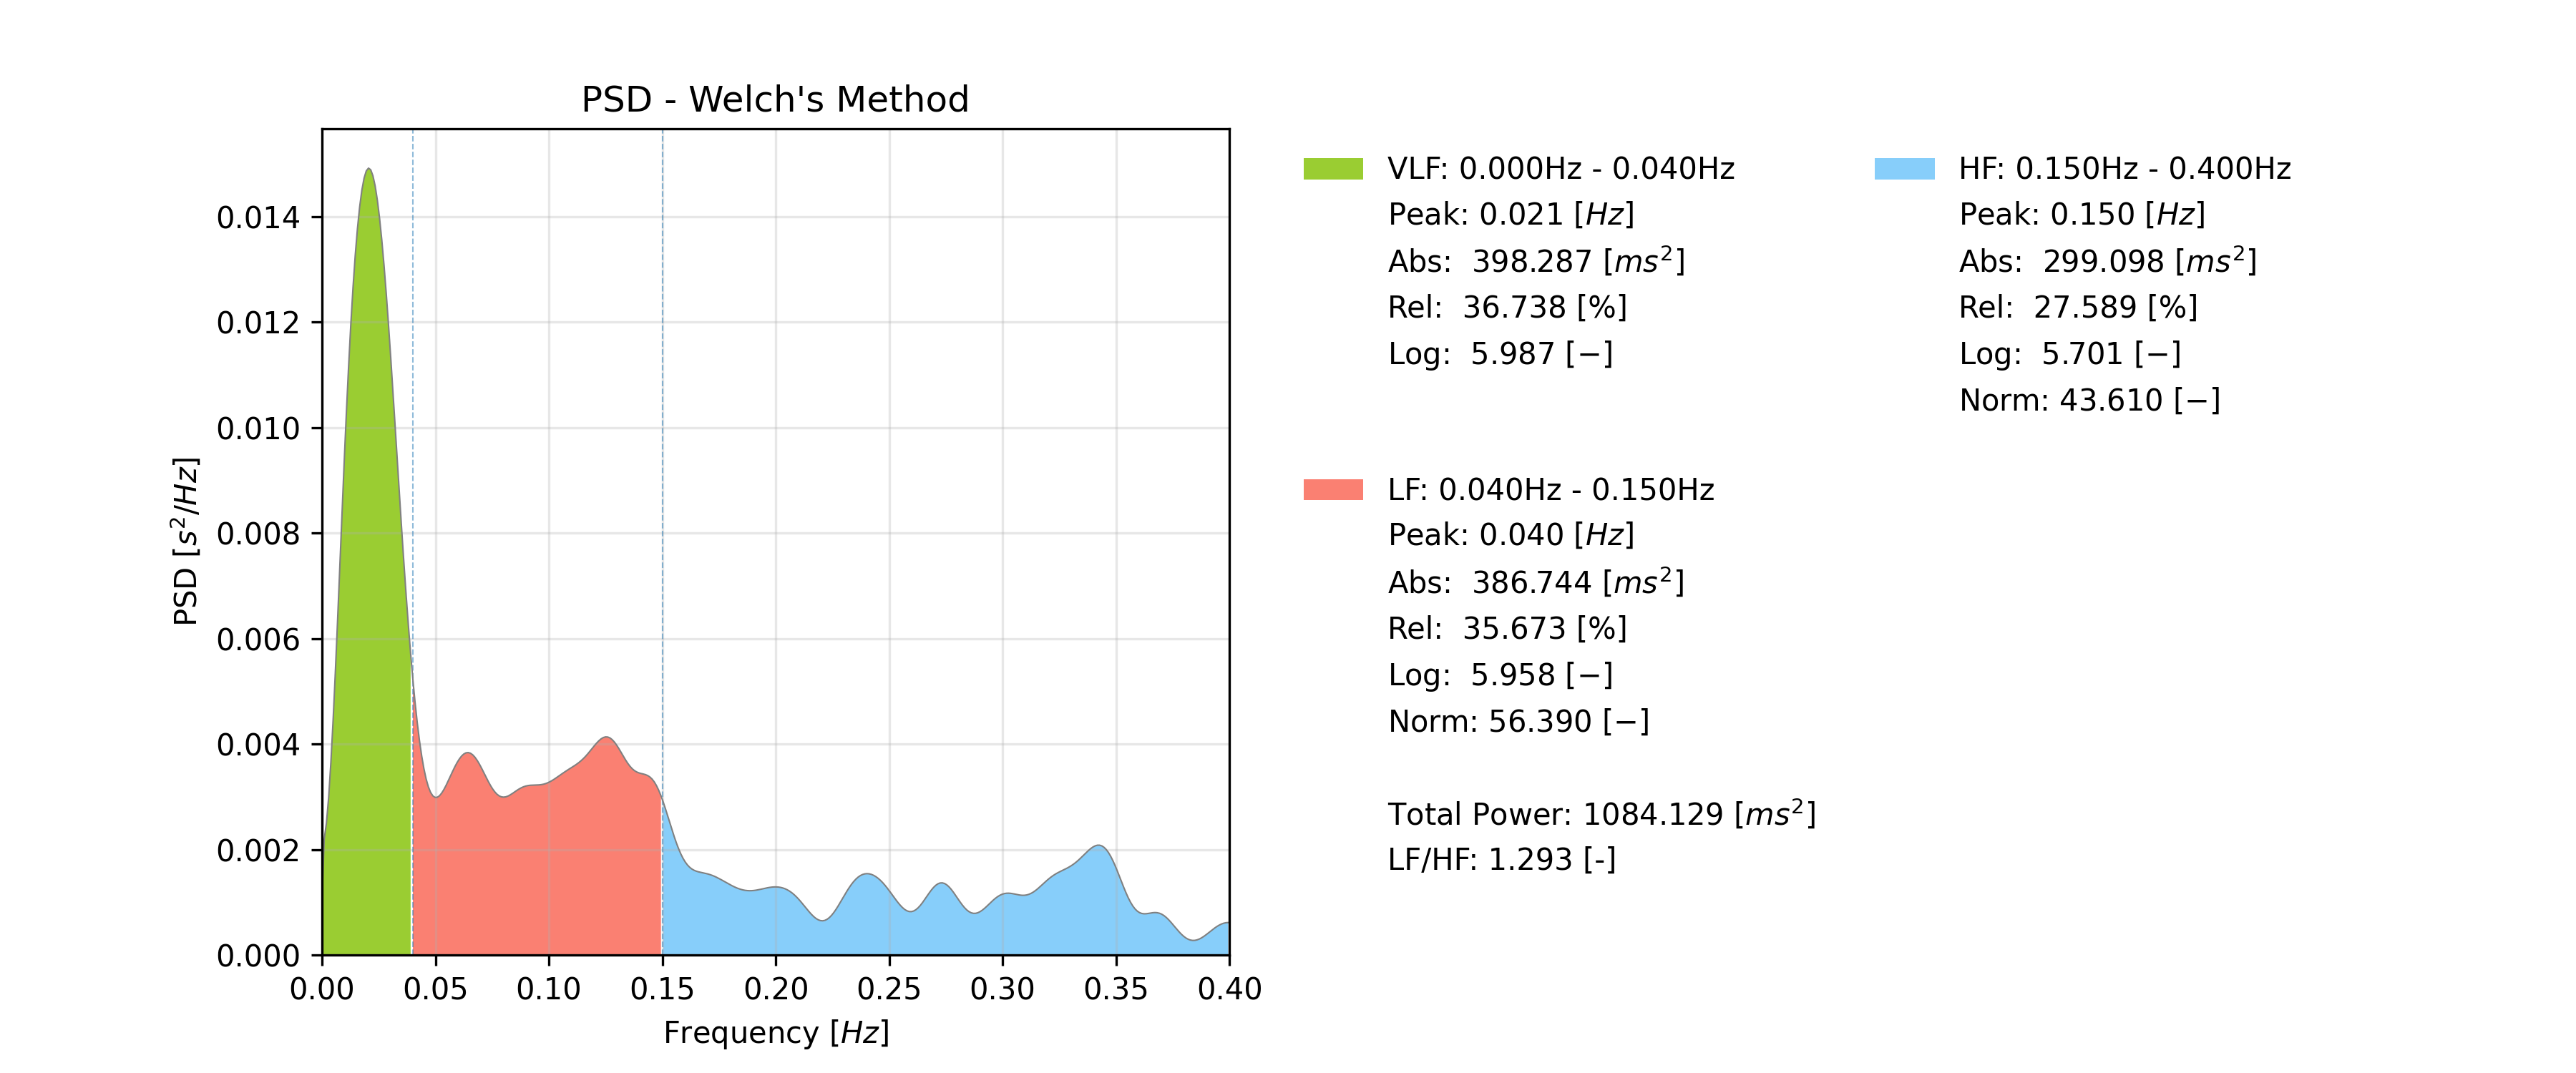 PSD - Welch's Method
PSD [s²/Hz]
0.014
0.012
0.010
0.008
0.006
0.004
0.002
0.000
0.00 0.05 0.10 0.15 0.20 0.25 0.30 0.35 0.40
Frequency [Hz]
VLF: 0.000Hz - 0.040Hz
Peak: 0.021 [Hz]
Abs: 398.287 [ms²]
Rel: 36.738 [%]
Log: 5.987 [−]
LF: 0.040Hz - 0.150Hz
Peak: 0.040 [Hz]
Abs: 386.744 [ms²]
Rel: 35.673 [%]
Log: 5.958 [−]
Norm: 56.390 [−]
Total Power: 1084.129 [ms²]
LF/HF: 1.293 [-]
HF: 0.150Hz - 0.400Hz
Peak: 0.150 [Hz]
Abs: 299.098 [ms²]
Rel: 27.589 [%]
Log: 5.701 [−]
Norm: 43.610 [−]